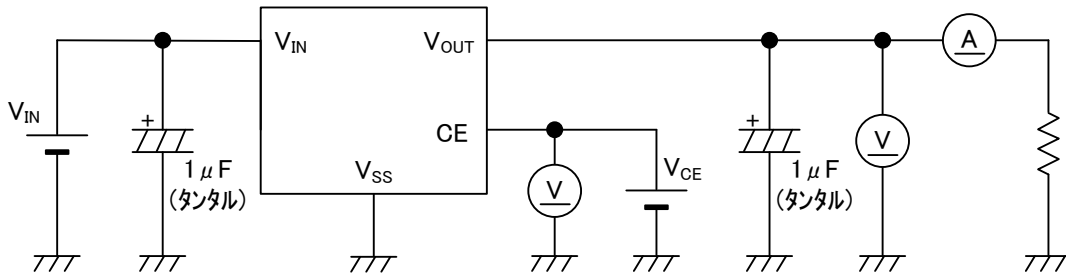 V_IN
+
1μF
(タンタル)
V_IN
V_OUT
CE
V_SS
V
V_CE
+
1μF
(タンタル)
V
A